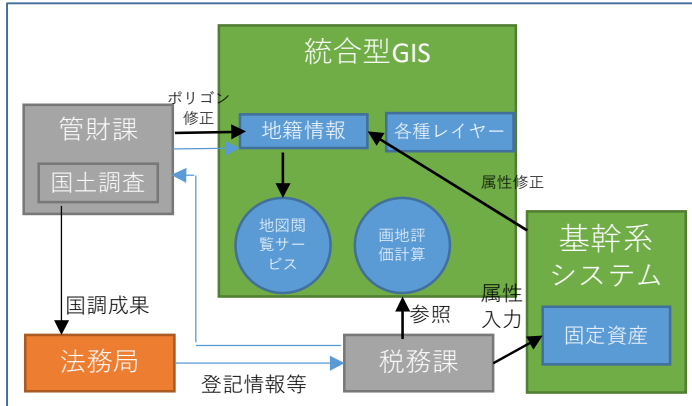 統合型GIS
ポリゴン
修正
管財課
地籍情報
各種レイヤー
国土調査
属性修正
地図閲
覧サー
ビス
画地評
価計算
基幹系
システム
国調成果
参照
属性
入力
固定資産
法務局
税務課
登記情報等